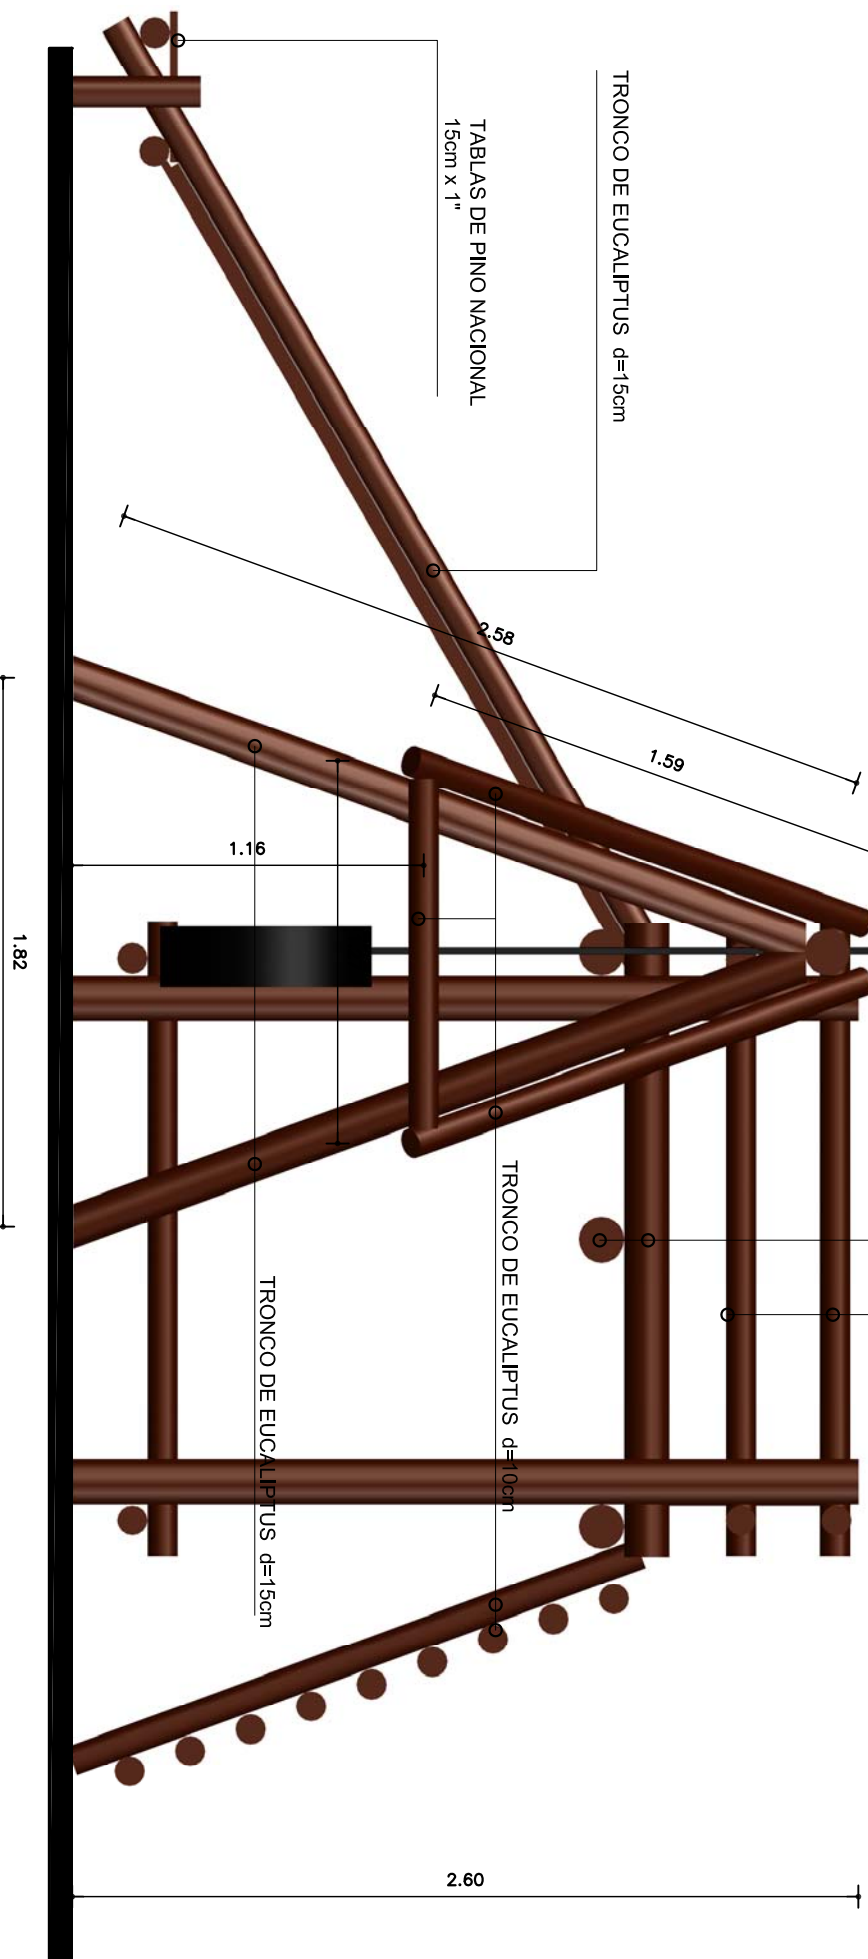 TRONCO DE EUCALIPTUS d=15cm
TABLAS DE PINO NACIONAL
15cm x 1"
2.58
1.59
1.16
1.82
TRONCO DE EUCALIPTUS d=10cm
TRONCO DE EUCALIPTUS d=15cm
2.60